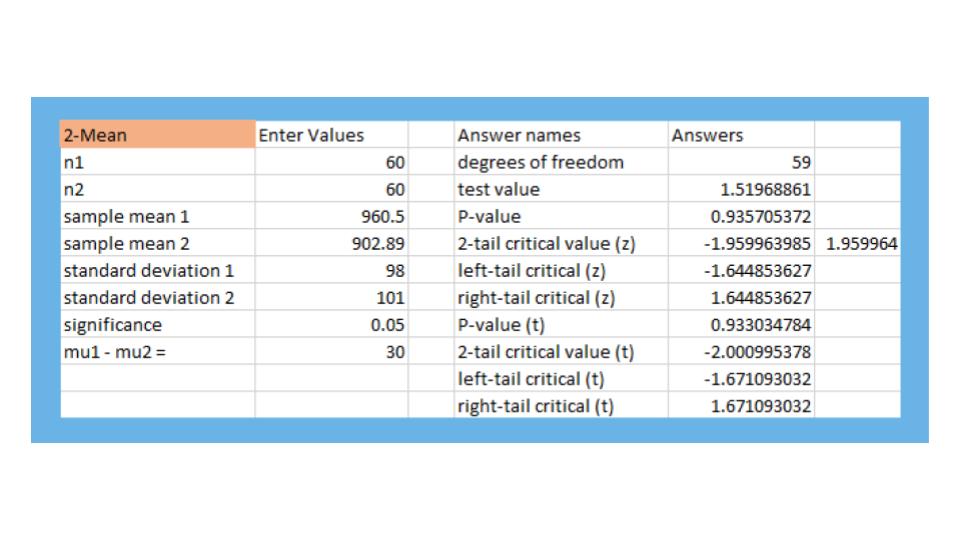 2-Mean Enter Values Answer names Answers
n1 60 degrees of freedom 59
n2 60 test value 1.51968861
sample mean 1 960.5 P-value 0.935705372
sample mean 2 902.89 2-tail critical value (z) -1.959963985 1.959964
standard deviation 1 98 left-tail critical (z) -1.644853627
standard deviation 2 101 right-tail critical (z) 1.644853627
significance 0.05 P-value (t) 0.933034784
mu1 - mu2 = 30 2-tail critical value (t) -2.000995378
left-tail critical (t) -1.671093032
right-tail critical (t) 1.671093032